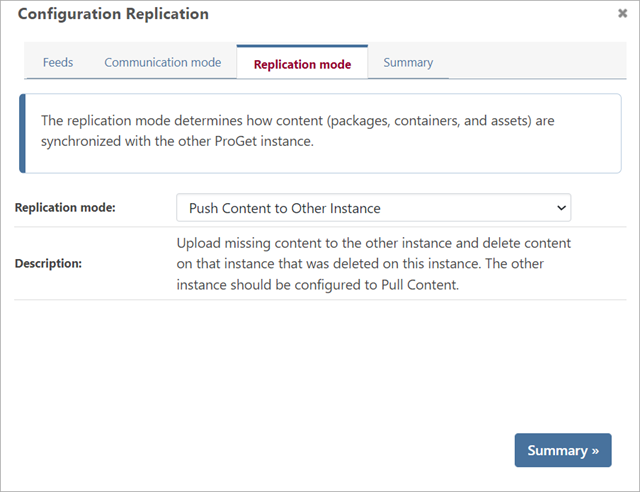 Configuration Replication
Feeds Communication mode Replication mode Summary
The replication mode determines how content (packages, containers, and assets) are
synchronized with the other ProGet instance.
Replication mode: Push Content to Other Instance
Upload missing content to the other instance and delete content
Description: on that instance that was deleted on this instance. The other
instance should be configured to Pull Content.
Summary »